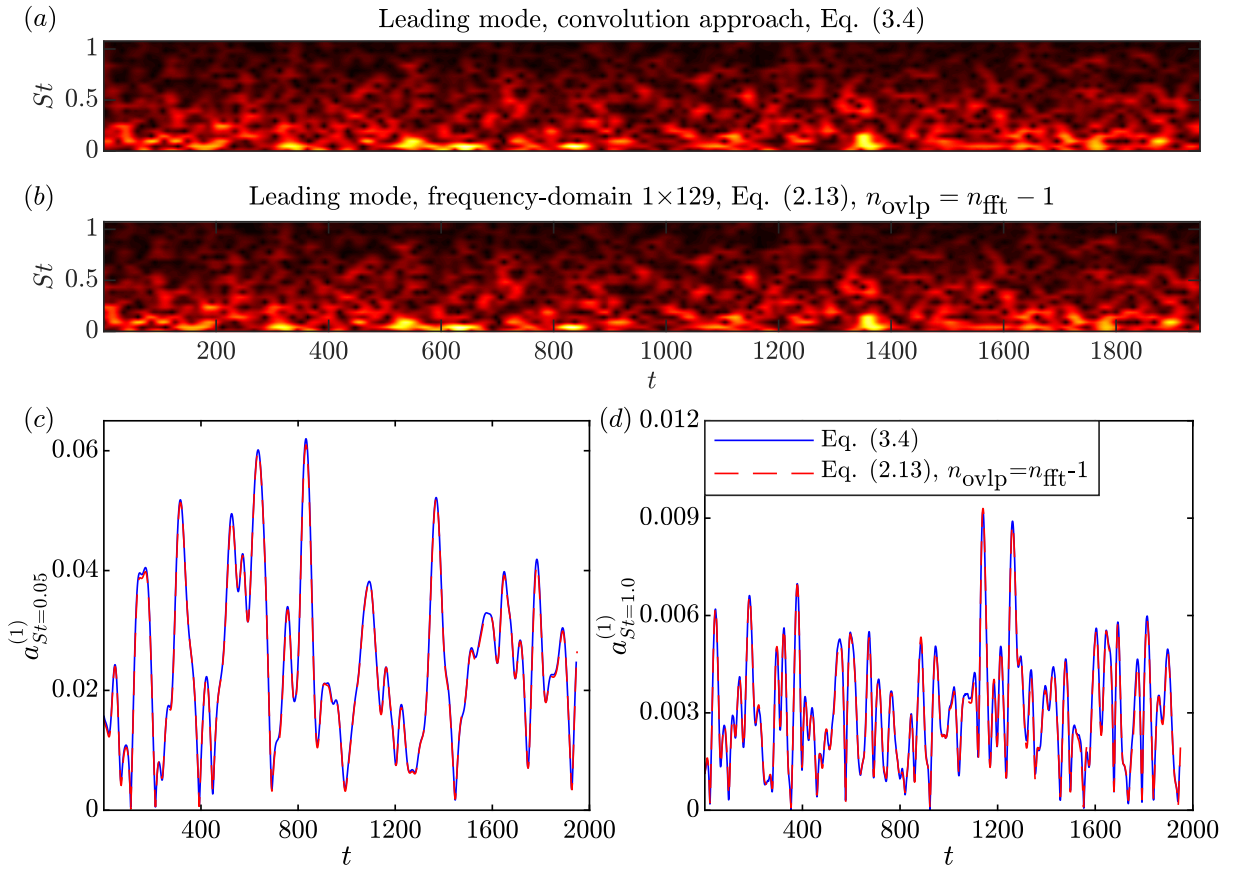 (a) Leading mode, convolution approach, Eq. (3.4)
St
1
0.5
0
(b) Leading mode, frequency-domain 1×129, Eq. (2.13), n_ovlp = n_fft − 1
St
1
0.5
0
200 400 600 800 1000 1200 1400 1600 1800
t
(c)
a^{(1)}_{St=0.05}
0.06
0.04
0.02
0
400 800 1200 1600 2000
t
(d)
a^{(1)}_{St=1.0}
0.012
0.009
0.006
0.003
0
Eq. (3.4)
Eq. (2.13), n_ovlp=n_fft-1
400 800 1200 1600 2000
t